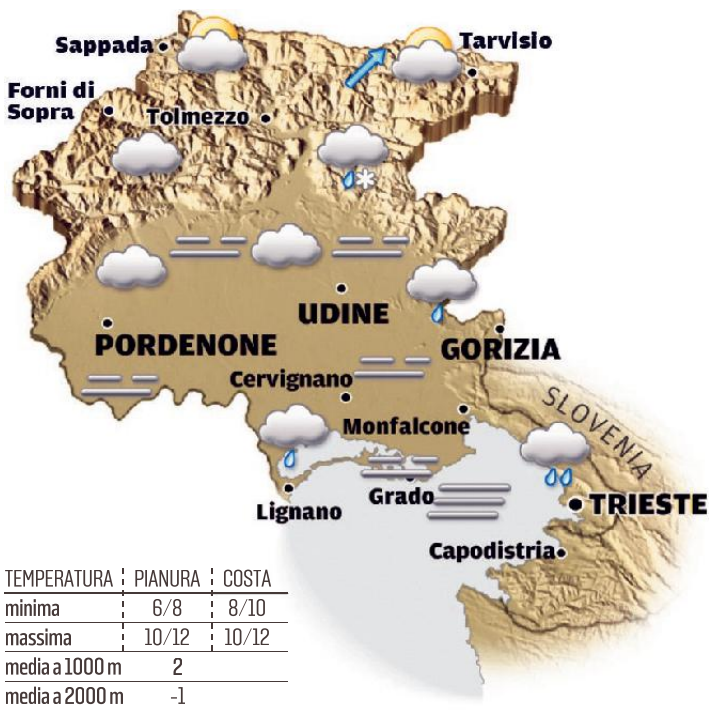 Sappada
Tarvisio
Forni di
Sopra
Tolmezzo
UDINE
PORDENONE
GORIZIA
Cervignano
SLOVENIA
Monfalcone
Lignano
Grado
TRIESTE
Capodistria
TEMPERATURA PIANURA COSTA
minima 6/8 8/10
massima 10/12 10/12
media a 1000 m 2
media a 2000 m -1